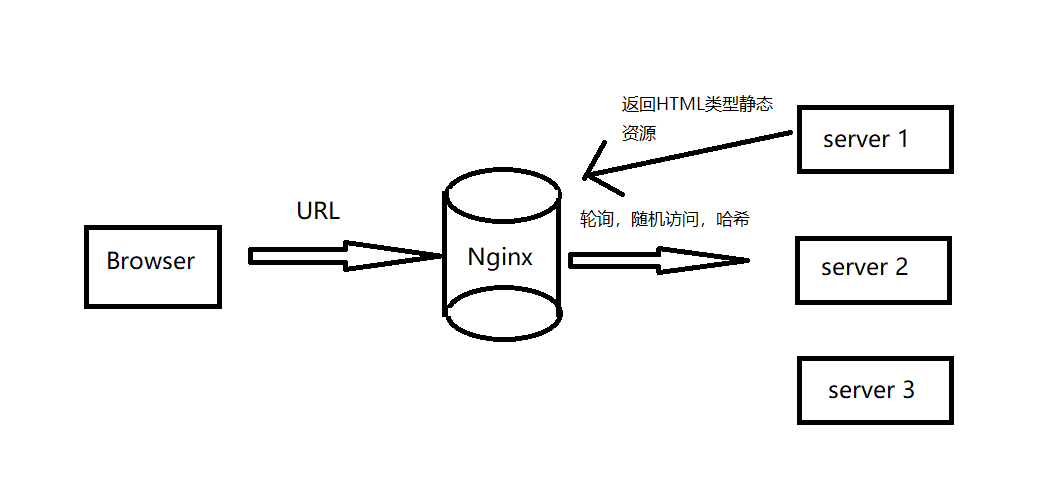 返回HTML类型静态
资源
server 1
URL
轮询，随机访问，哈希
Browser
Nginx
server 2
server 3